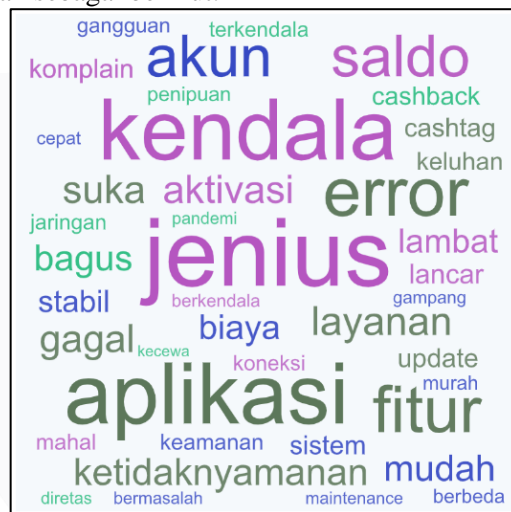 gangguan terkendala
komplain akun saldo
penipuan cashback
cepat kendala cashtag
keluhan
suka aktivasi error
jaringan pandemi
bagus jenius lambat
lancar
stabil berkendala gampang
gagal biaya layanan
kecewa
koneksi update
aplikasi fitur murah
mahal keamanan sistem
ketidaknyamanan mudah
diretas bermasalah maintenance berbeda